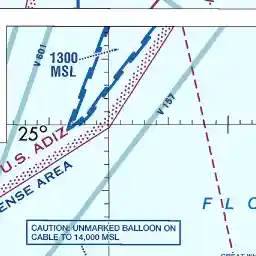 V 601
1300
MSL
V 157
25°
U.S. ADIZ
ENSE AREA
F L
CAUTION: UNMARKED BALLOON ON
CABLE TO 14,000 MSL